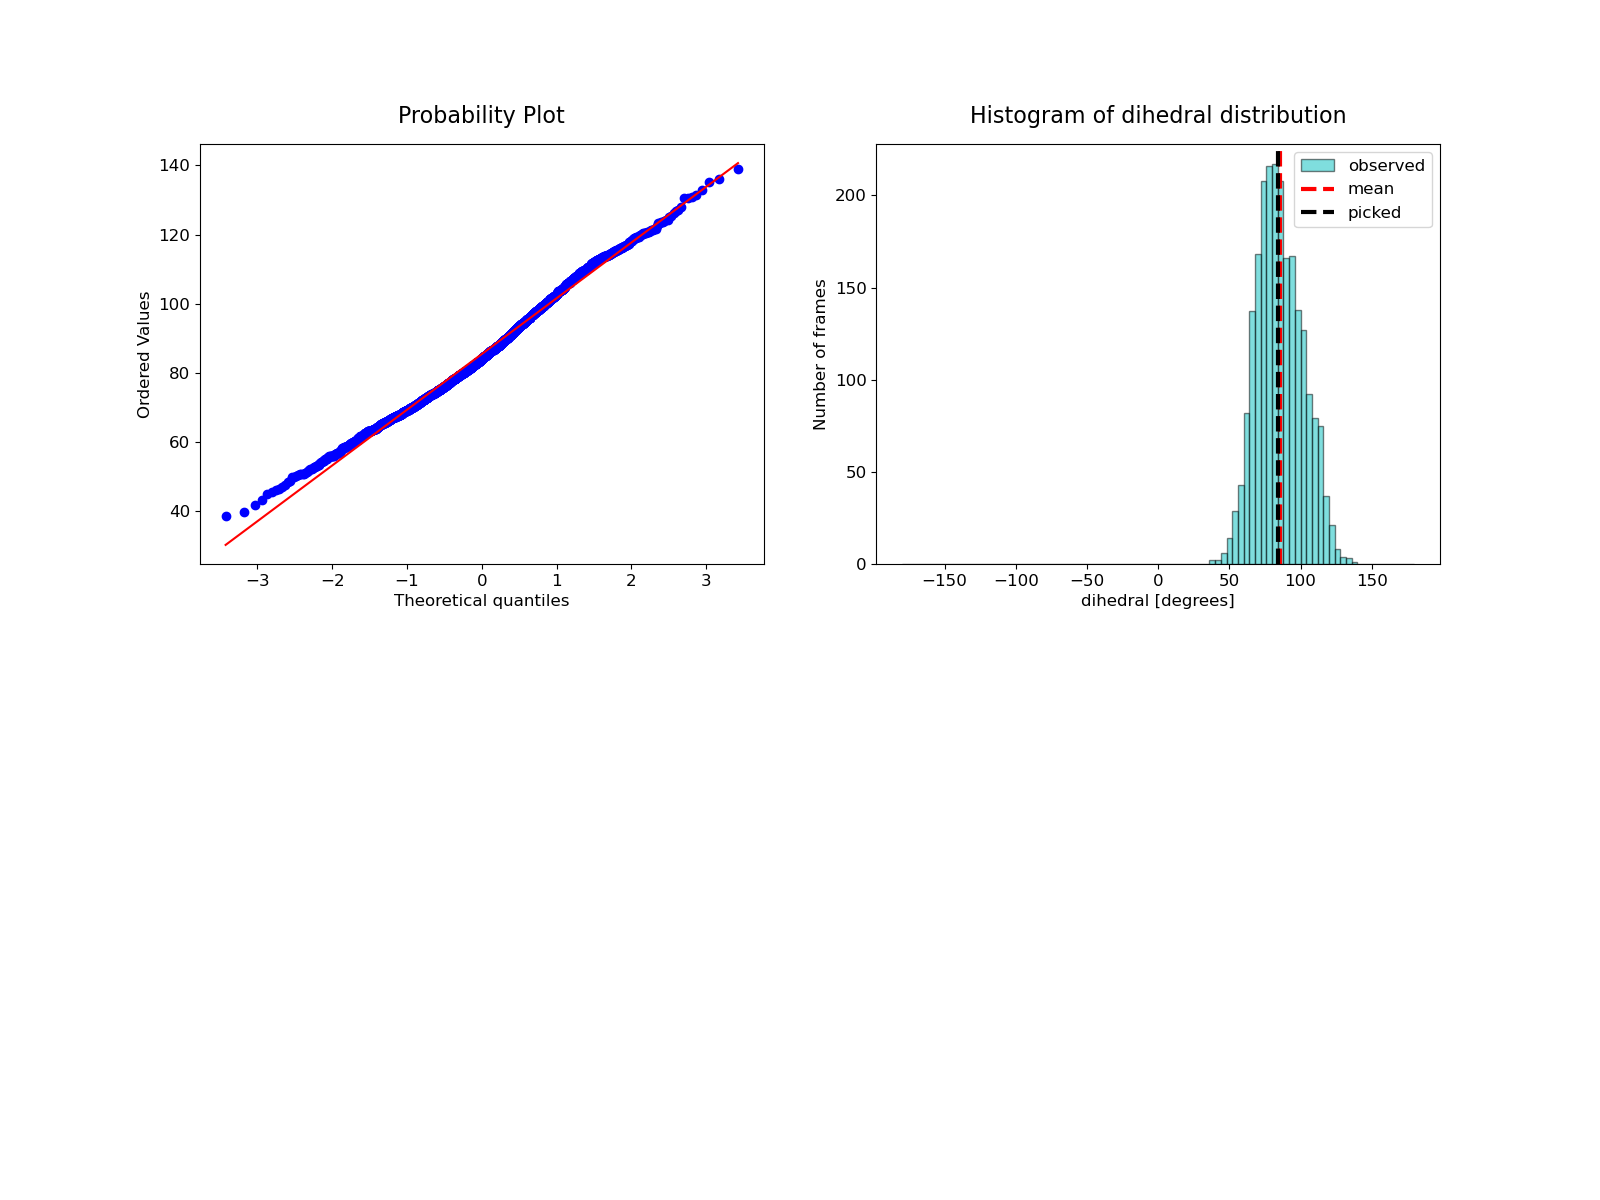 Probability Plot
140
120
100
80
60
40
Ordered Values
−3 −2 −1 0 1 2 3
Theoretical quantiles
Histogram of dihedral distribution
observed
mean
picked
200
150
100
50
0
Number of frames
−150 −100 −50 0 50 100 150
dihedral [degrees]